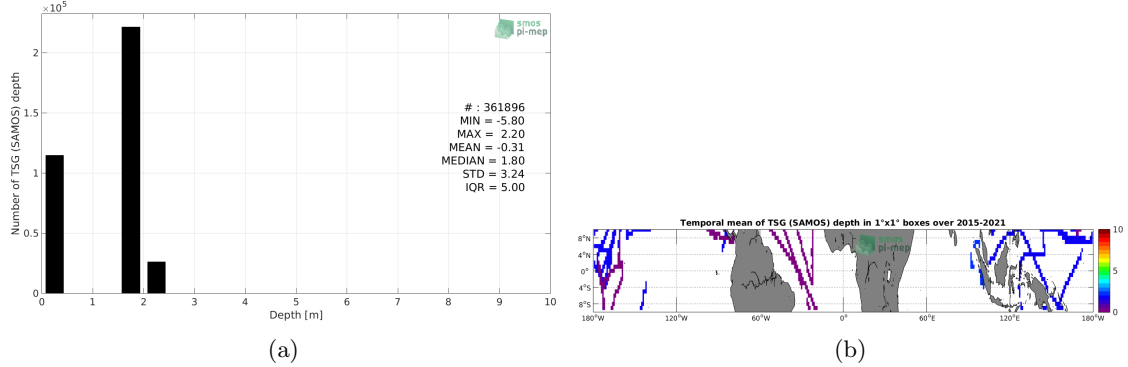 ×10⁵
smos
pi-mep
2
1.5
1
0.5
0
Number of TSG (SAMOS) depth
# : 361896
MIN = -5.80
MAX = 2.20
MEAN = -0.31
MEDIAN = 1.80
STD = 3.24
IQR = 5.00
0 1 2 3 4 5 6 7 8 9 10
Depth [m]
(a)
Temporal mean of TSG (SAMOS) depth in 1°x1° boxes over 2015-2021
smos
pi-mep
8°N
4°N
0°
4°S
8°S
180°W 120°W 60°W 0° 60°E 120°E 180°W
10
5
0
(b)